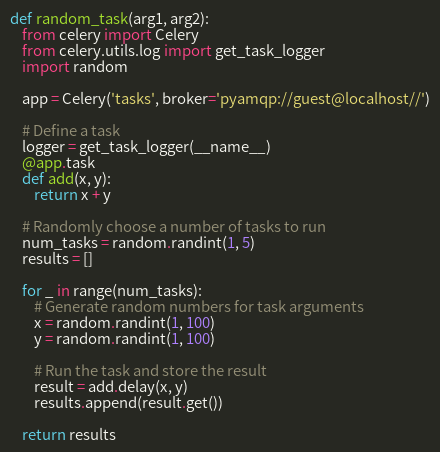 def random_task(arg1, arg2):
from celery import Celery
from celery.utils.log import get_task_logger
import random
app = Celery('tasks', broker='pyamqp://guest@localhost//')
# Define a task
logger = get_task_logger(__name__)
@app.task
def add(x, y):
return x + y
# Randomly choose a number of tasks to run
num_tasks = random.randint(1, 5)
results = []
for _ in range(num_tasks):
# Generate random numbers for task arguments
x = random.randint(1, 100)
y = random.randint(1, 100)
# Run the task and store the result
result = add.delay(x, y)
results.append(result.get())
return results